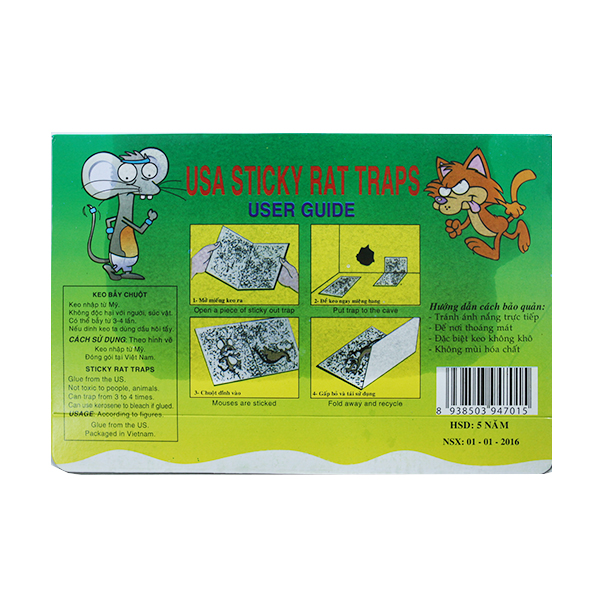 USA STICKY RAT TRAPS
USER GUIDE
1- Mở miếng keo ra
Open a piece of sticky out trap
2- Để keo ngay miệng hang
Put trap to the cave
3- Chuột dính vào
Mouses are sticked
4- Gấp bỏ và tái sử dụng
Fold away and recycle
KEO BẪY CHUỘT
Keo nhập từ Mỹ.
Không độc hại với người, súc vật.
Có thể bẫy từ 3-4 lần.
Nếu dính keo ta dùng dầu hôi tẩy
CÁCH SỬ DỤNG: Theo hình vẽ
Keo nhập từ Mỹ.
Đóng gói tại Việt Nam.
STICKY RAT TRAPS
Glue from the US.
Not toxic to people, animals.
Can trap from 3 to 4 times.
Can use kerosene to bleach if glued.
USAGE: According to figures.
Glue from the US.
Packaged in Vietnam.
Hướng dẫn cách bảo quản:
- Tránh ánh nắng trực tiếp
- Để nơi thoáng mát
- Đặc biệt keo không khô
- Không mùi hóa chất
8 938503 947015
HSD: 5 NĂM
NSX: 01 - 01 - 2016